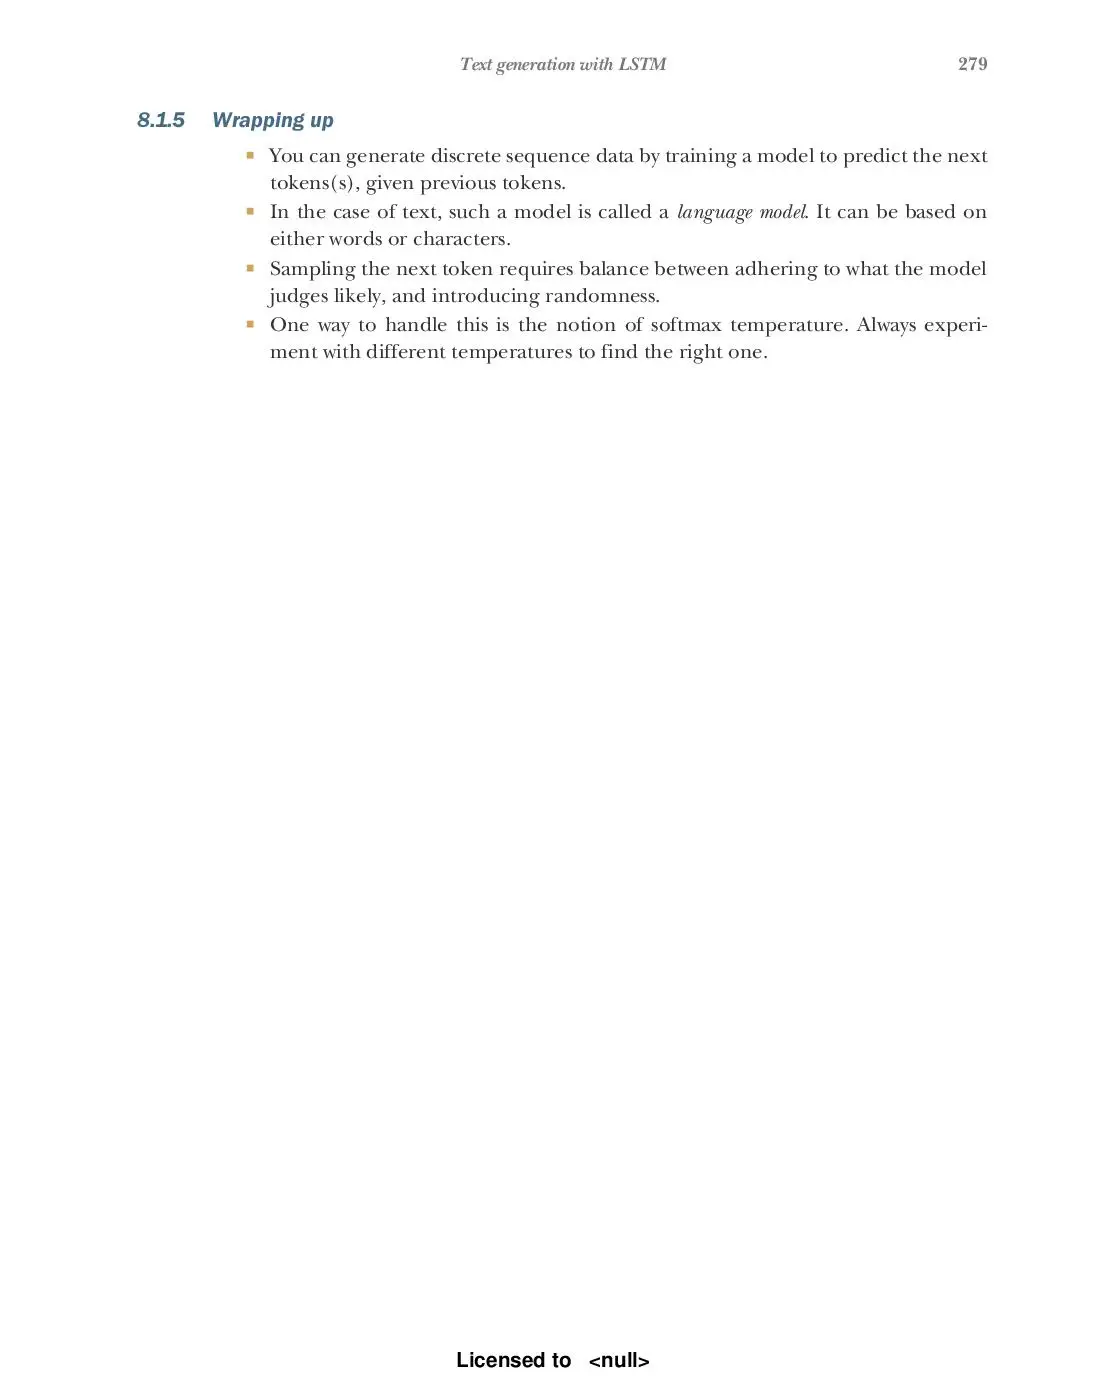 Text generation with LSTM 279
8.1.5 Wrapping up
■ You can generate discrete sequence data by training a model to predict the next
tokens(s), given previous tokens.
■ In the case of text, such a model is called a language model. It can be based on
either words or characters.
■ Sampling the next token requires balance between adhering to what the model
judges likely, and introducing randomness.
■ One way to handle this is the notion of softmax temperature. Always experi-
ment with different temperatures to find the right one.
Licensed to <null>